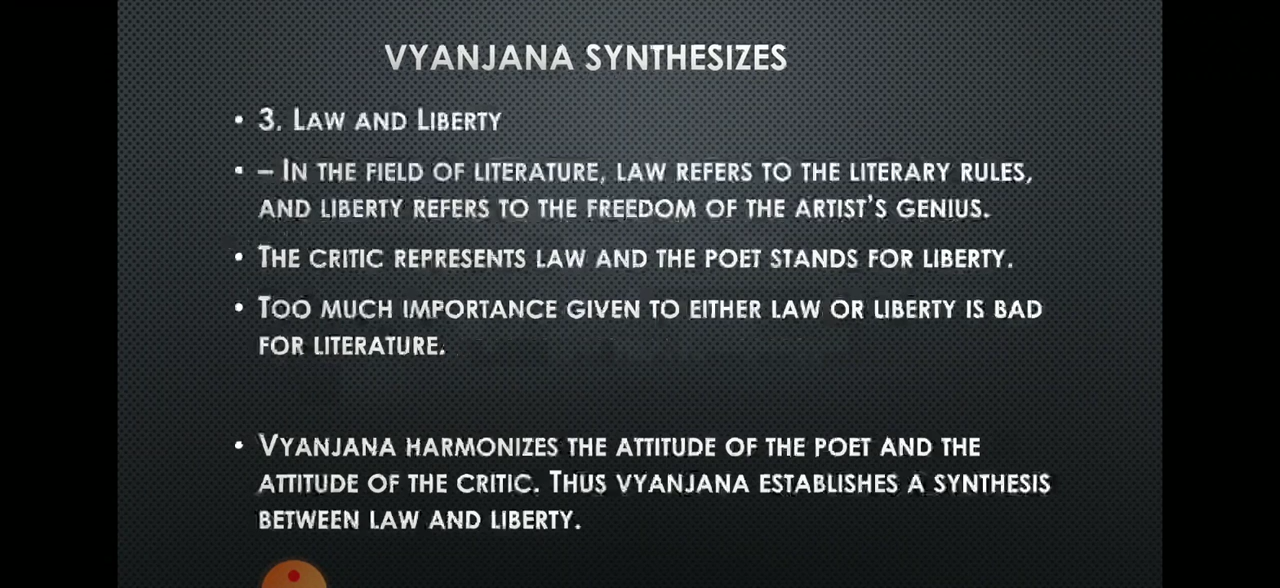 VYANJANA SYNTHESIZES
• 3. LAW AND LIBERTY
• – IN THE FIELD OF LITERATURE, LAW REFERS TO THE LITERARY RULES,
AND LIBERTY REFERS TO THE FREEDOM OF THE ARTIST'S GENIUS.
• THE CRITIC REPRESENTS LAW AND THE POET STANDS FOR LIBERTY.
• TOO MUCH IMPORTANCE GIVEN TO EITHER LAW OR LIBERTY IS BAD
FOR LITERATURE.
• VYANJANA HARMONIZES THE ATTITUDE OF THE POET AND THE
ATTITUDE OF THE CRITIC. THUS VYANJANA ESTABLISHES A SYNTHESIS
BETWEEN LAW AND LIBERTY.